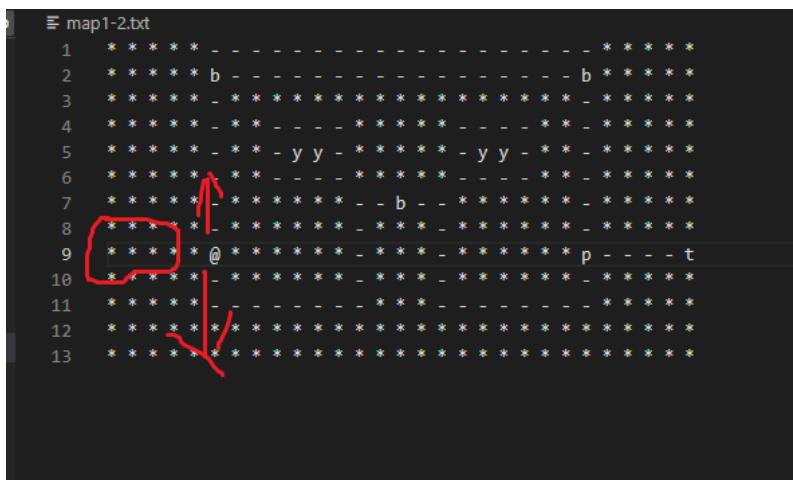 map1-2.txt
1 * * * * * - - - - - - - - - - - - - - - - - - - * * * * *
2 * * * * * b - - - - - - - - - - - - - - - - - b * * * * *
3 * * * * * - * * * * * * * * * * * * * * * * * - * * * * *
4 * * * * * - * * - - - - * * * * * - - - - * * - * * * * *
5 * * * * * - * * - y y - * * * * * - y y - * * - * * * * *
6 * * * * * - * * - - - - * * * * * - - - - * * - * * * * *
7 * * * * * - * * * * * * - - b - - * * * * * * - * * * * *
8 * * * * * - * * * * * * - * * * - * * * * * * - * * * * *
9 * * * * * @ * * * * * * - * * * - * * * * * * p - - - - t
10 * * * * * - * * * * * * - * * * - * * * * * * - * * * * *
11 * * * * * - - - - - - - - * * * - - - - - - - - * * * * *
12 * * * * * * * * * * * * * * * * * * * * * * * * * * * * *
13 * * * * * * * * * * * * * * * * * * * * * * * * * * * * *